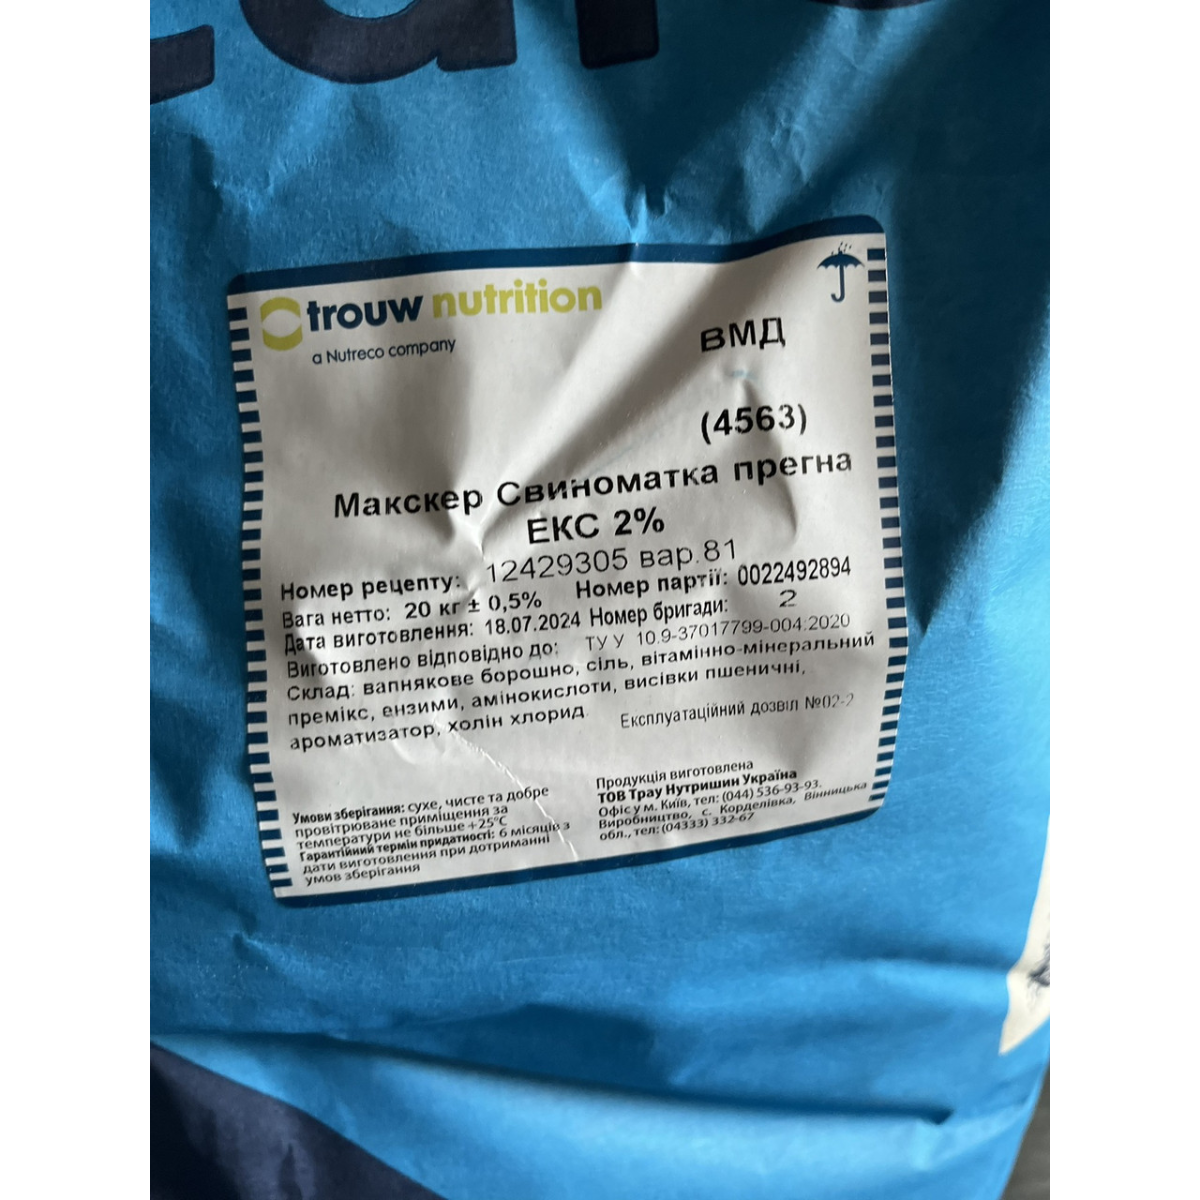 trouw nutrition
a Nutreco company
ВМД
(4563)
Макскер Свиноматка прегна
ЕКС 2%
Номер рецепту: 12429305 вар.81
Вага нетто: 20 кг ± 0,5% Номер партії: 0022492894
Дата виготовлення: 18.07.2024 Номер бригади: 2
Виготовлено відповідно до: ТУ У 10.9-37017799-004:2020
Склад: вапнякове борошно, сіль, вітамінно-мінеральний
премікс, ензими, амінокислоти, висівки пшеничні,
ароматизатор, холін хлорид.
Експлуатаційний дозвіл №02-2
Умови зберігання: сухе, чисте та добре
провітрюване приміщення за
температури не більше +25°С
Гарантійний термін придатності: 6 місяців з
дати виготовлення при дотриманні
умов зберігання
Продукція виготовлена
ТОВ Трау Нутришин Україна
Офіс у м. Київ, тел: (044) 536-93-93.
Виробництво, с. Корделівка, Вінницька
обл., тел: (04333) 332-67